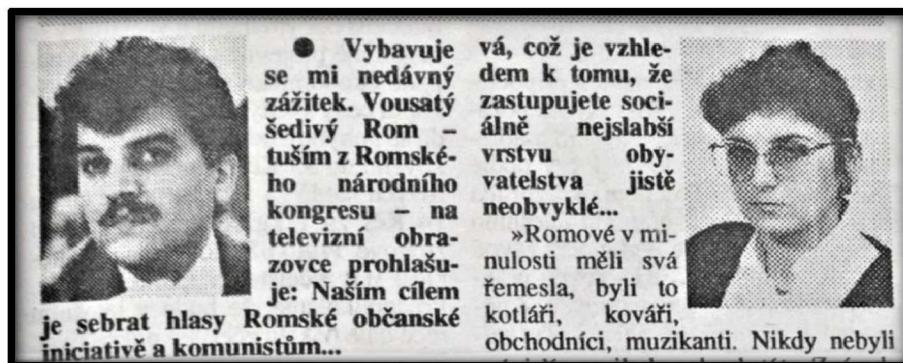 ● Vybavuje
se mi nedávný
zážitek. Vousatý
šedivý Rom –
tuším z Romské-
ho národního
kongresu – na
televizní obra-
zovce prohlašu-
je: Naším cílem
je sebrat hlasy Romské občanské
iniciativě a komunistům...
vá, což je vzhle-
dem k tomu, že
zastupujete soci-
álně nejslabší
vrstvu oby-
vatelstva jistě
neobvyklé...
»Romové v mi-
nulosti měli svá
řemesla, byli to
kotláři, kováři,
obchodníci, muzikanti. Nikdy nebyli